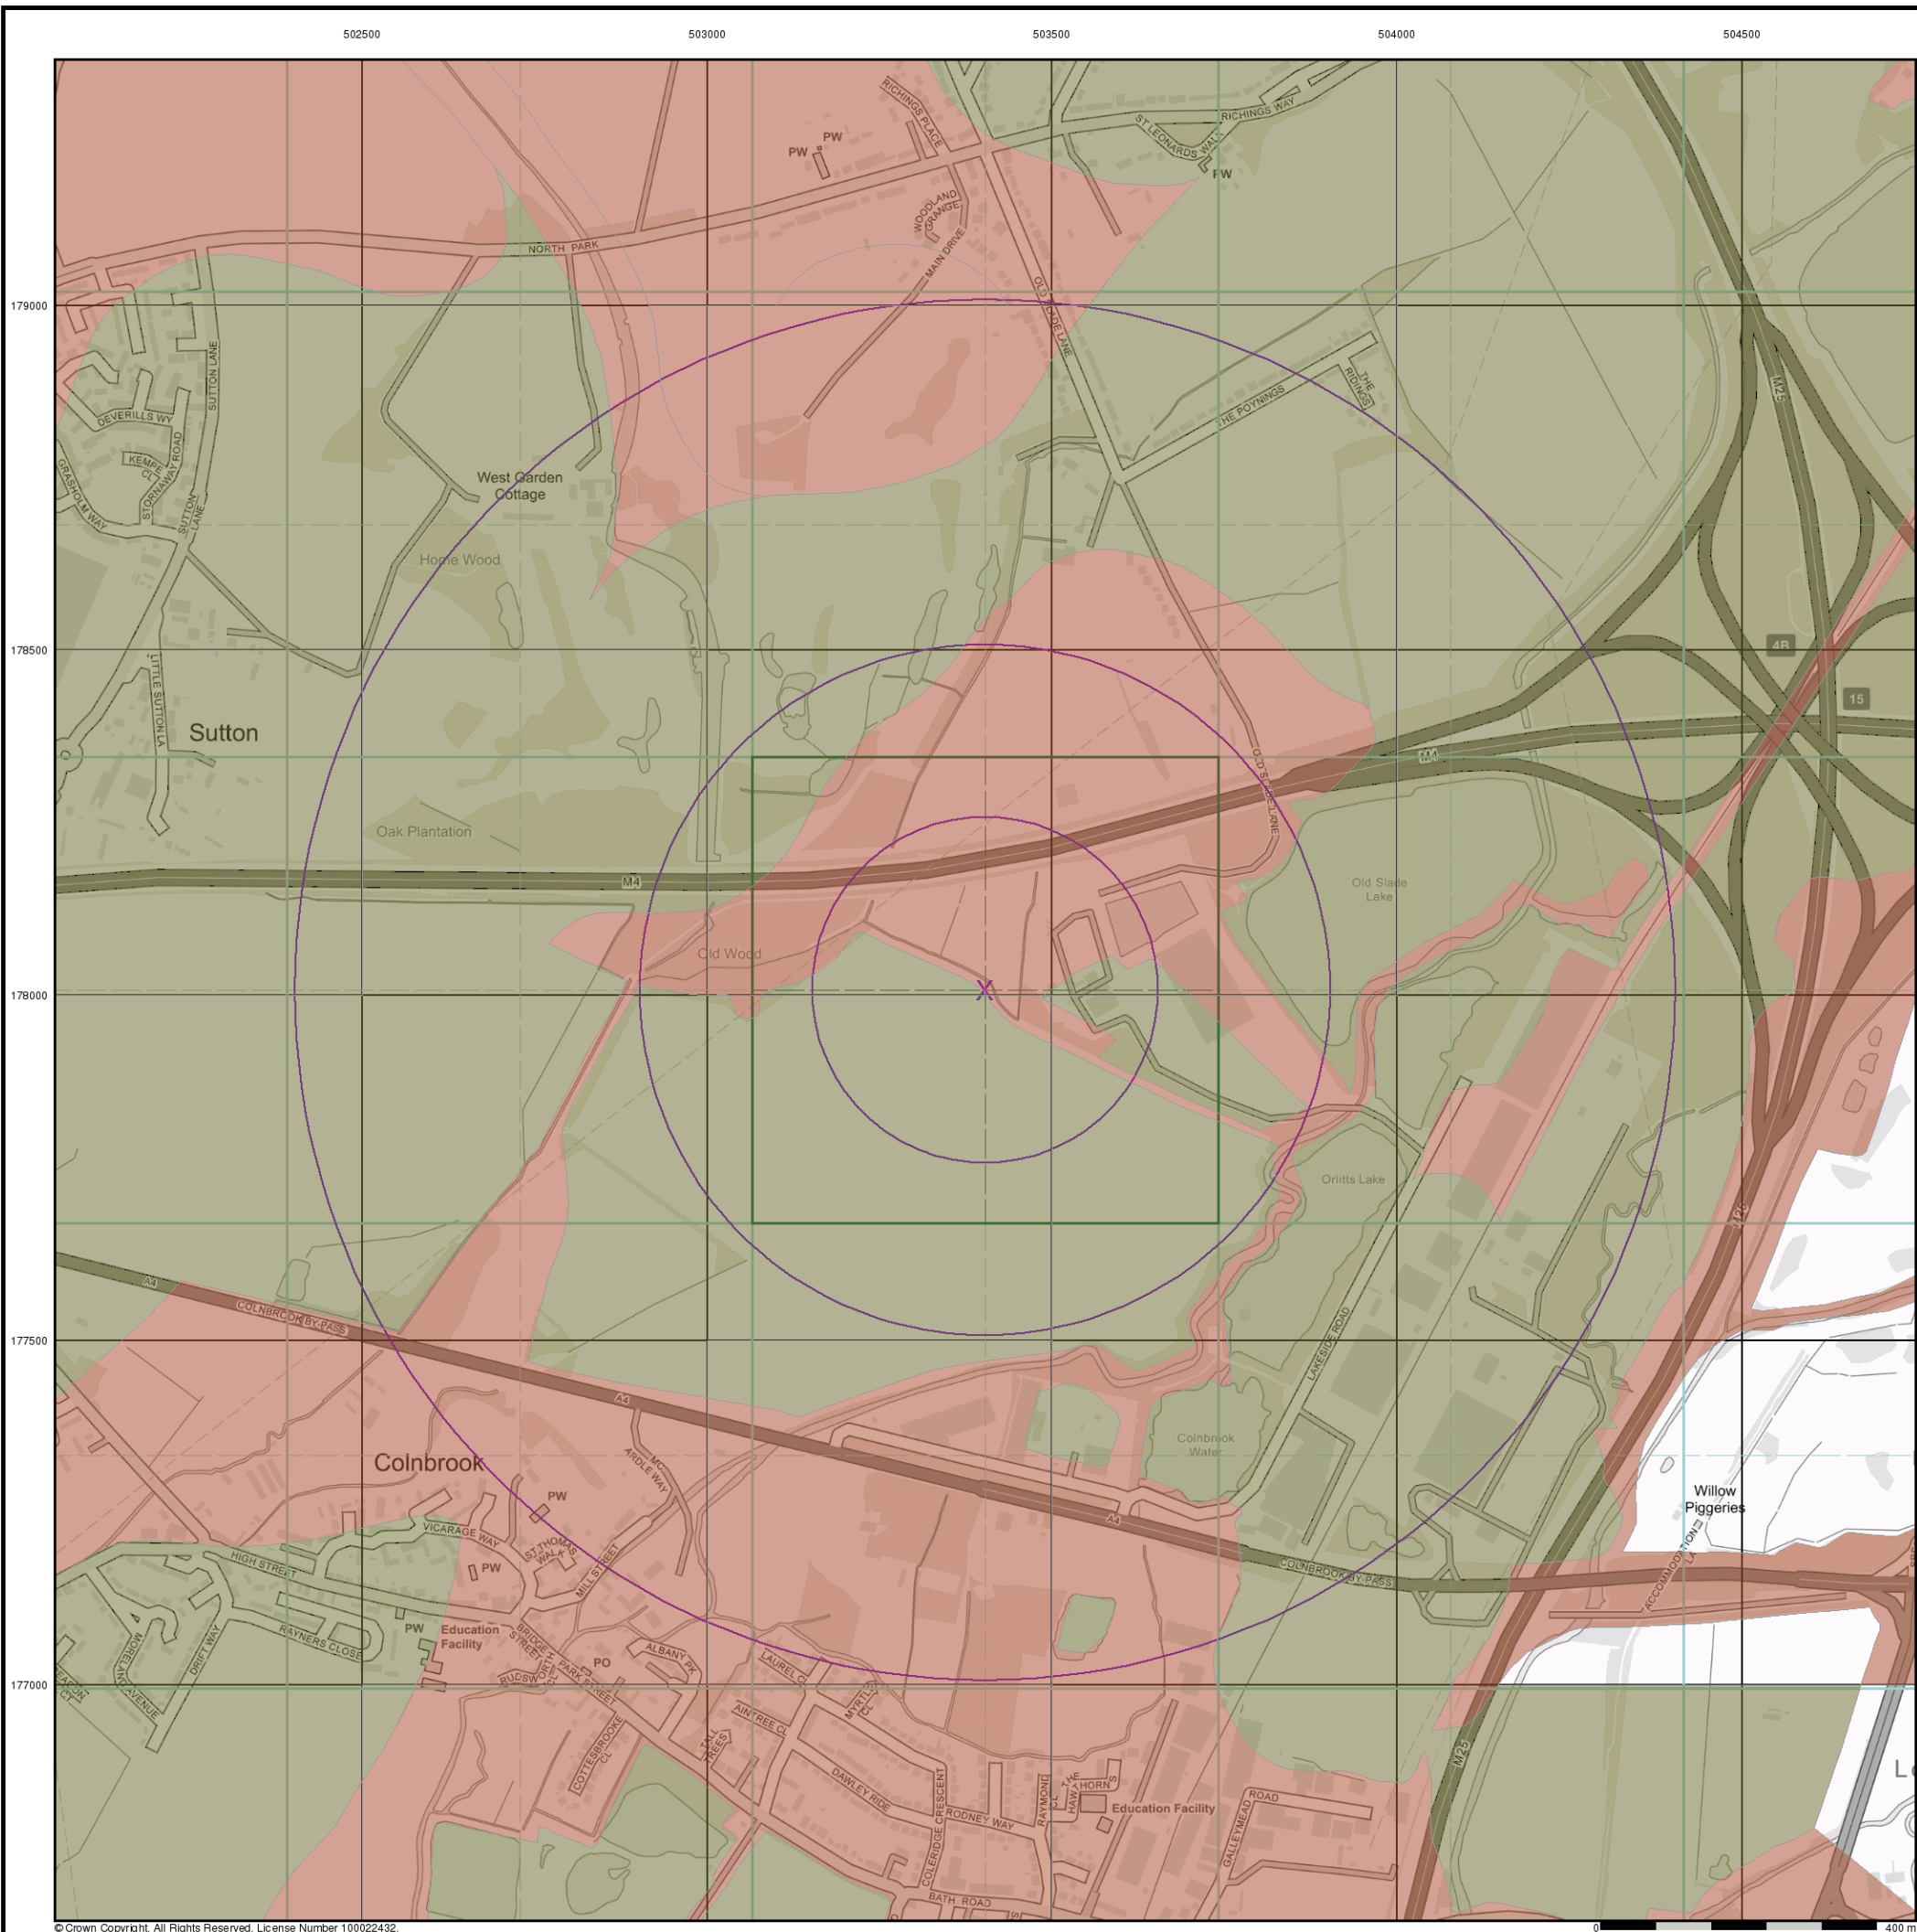 502500
503000
503500
504000
504500
RICHINGS PLACE
RICHINGS WAY
ST LEONARDS WALK
PW
PW
PW
WOODLAND
GRANGE
NORTH PARK
MAIN DRIVE
OLD SLADE LANE
179000
SUTTON LANE
THE
RIDINGS
M25
DEVERILLS WY
THE POYNINGS
KEMPE
CL
STORNAWAY ROAD
GRASHOLM WAY
SUTTON
LANE
West Garden
Cottage
Home Wood
178500
4B
LITTLE SUTTON LA
15
Sutton
OLD SLADE LANE
M4
Oak Plantation
M4
Old Slade
Lake
Old Wood
178000
X
Orlitts Lake
M25
A4
COLNBROOK BY-PASS
177500
LAKESIDE ROAD
A4
Colnbrook
Water
Colnbrook
MC
ARDLE WAY
Willow
Piggeries
PW
A4
VICARAGE WAY
ST THOMAS
WALK
HIGH STREET
PW
MILL STREET
COLNBROOK BY-PASS
ACCOMMODATION
LA
MORELAND
AVENUE
DRIFT WAY
RAYNERS CLOSE
PW
Education
Facility
BRIDGE
STREET
ALBANY PK
LAUREL CL
PO
RUDSWORTH
CL
PARK STREET
177000
MYRTLE
CL
AINTREE CL
TALL
TREES
COTTESBROOKE
CL
M25
DAWLEY RIDE
COLERIDGE CRESCENT
RODNEY WAY
RAYMOND
CL
THE
HAWTHORNS
Education Facility
GALLEYMEAD ROAD
BATH ROAD
© Crown Copyright. All Rights Reserved. License Number 100022432.
0
400 m